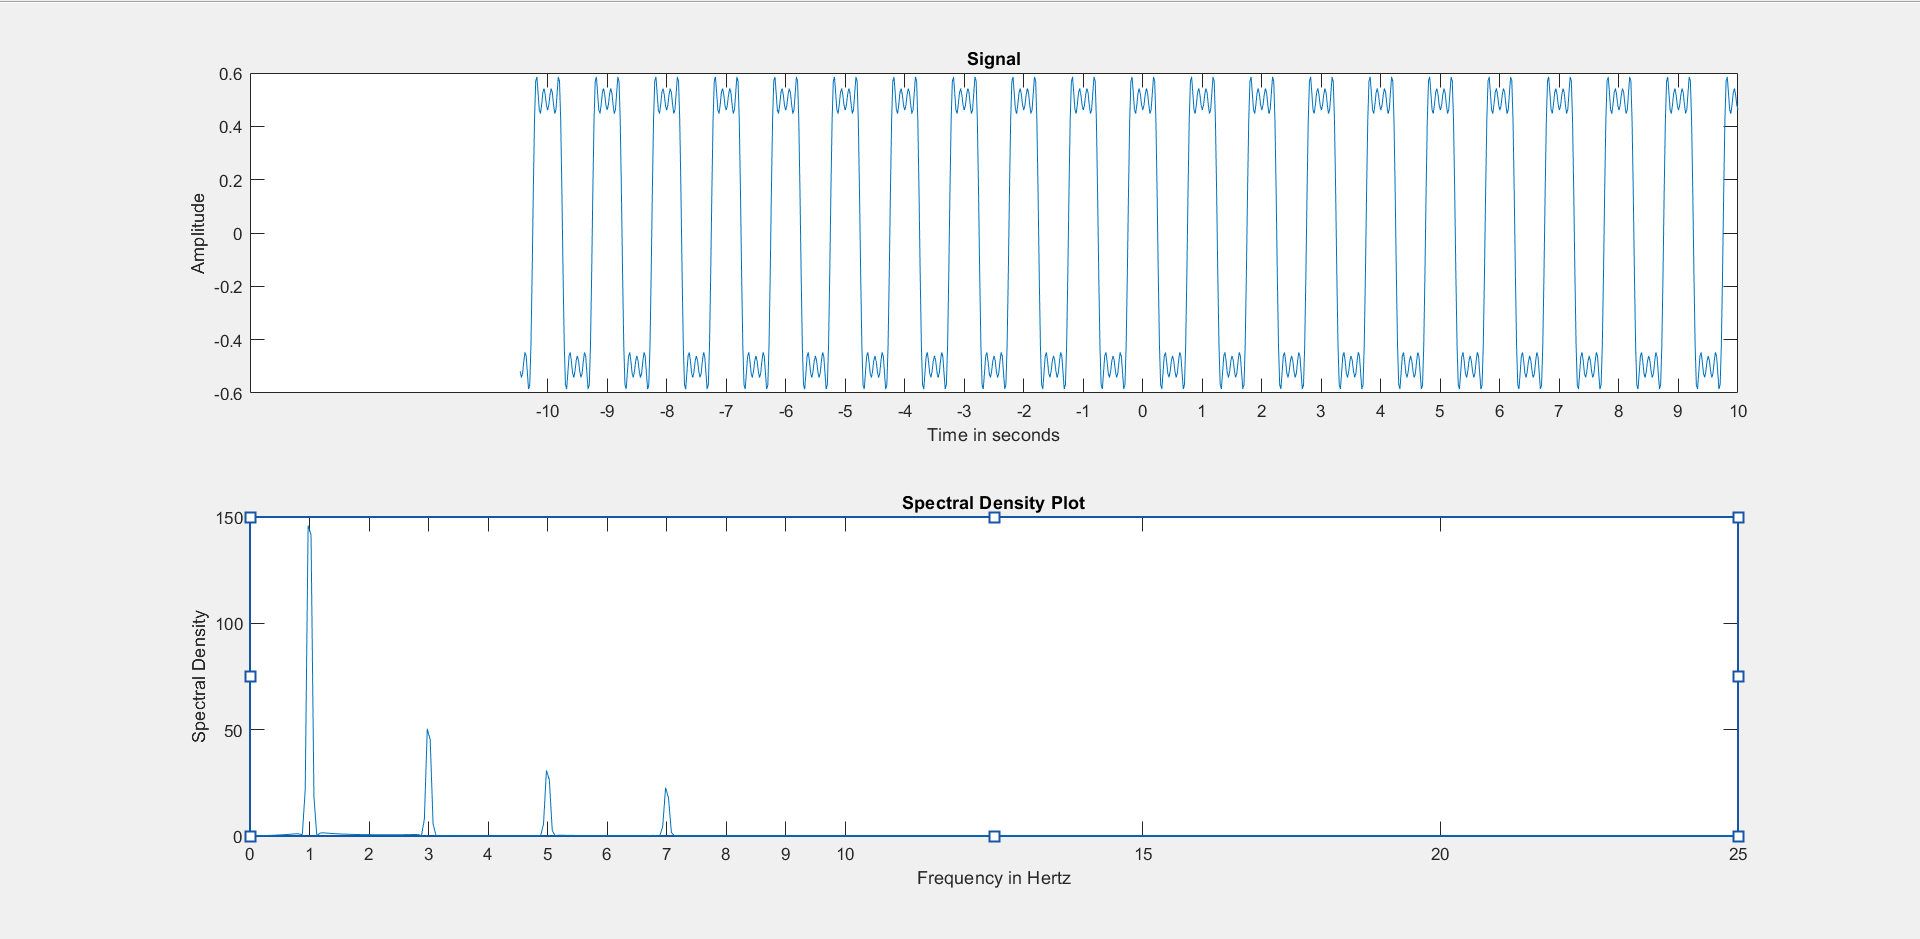 Signal
0.6
0.4
0.2
0
-0.2
-0.4
-0.6
Amplitude
-10 -9 -8 -7 -6 -5 -4 -3 -2 -1 0 1 2 3 4 5 6 7 8 9 10
Time in seconds
Spectral Density Plot
150
100
50
0
Spectral Density
0 1 2 3 4 5 6 7 8 9 10 15 20 25
Frequency in Hertz